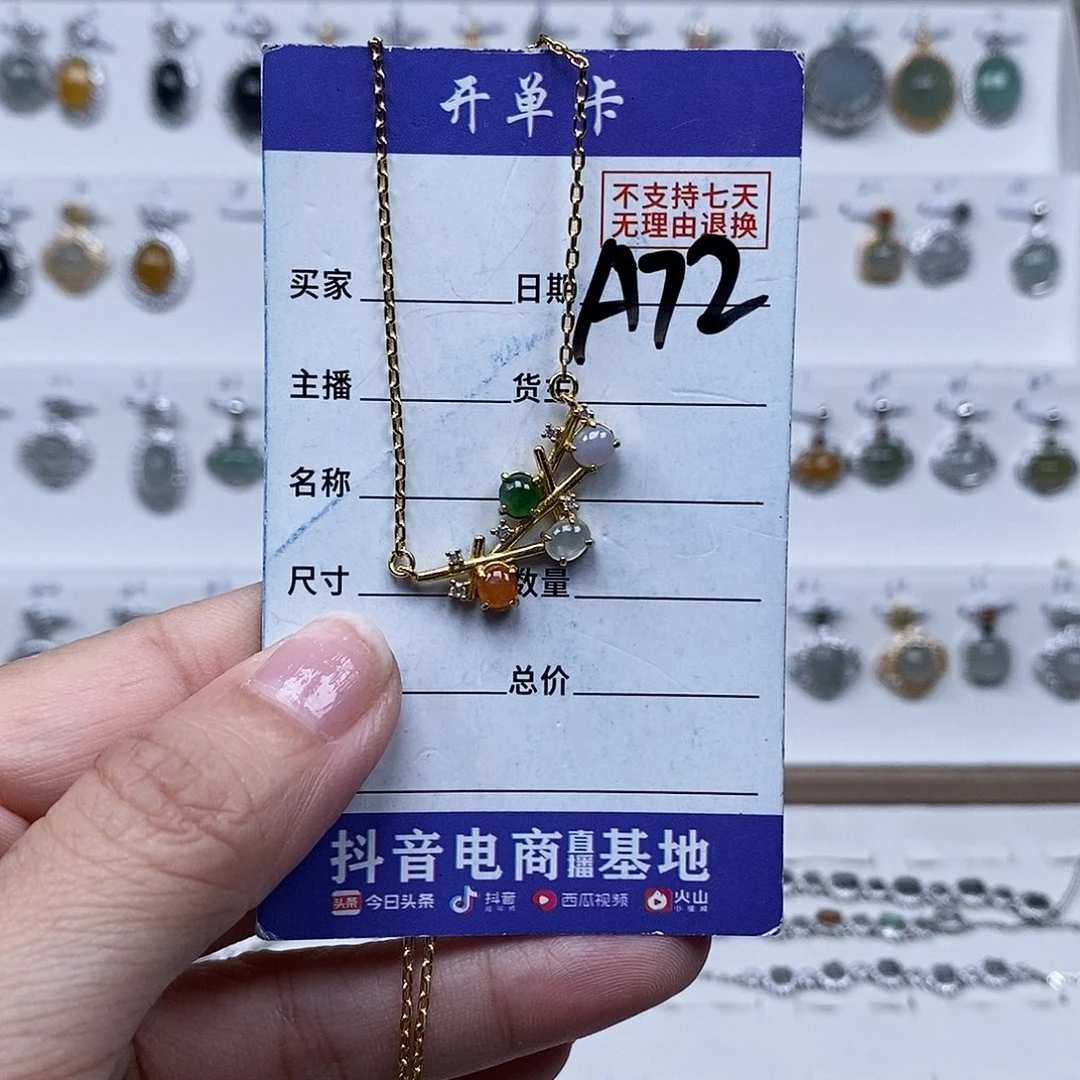 开单卡
不支持七天
无理由退换
买家 日期
A72
主播 货
名称
尺寸 数量
总价
抖音电商直播基地
头条 今日头条 抖音 西瓜视频 火山